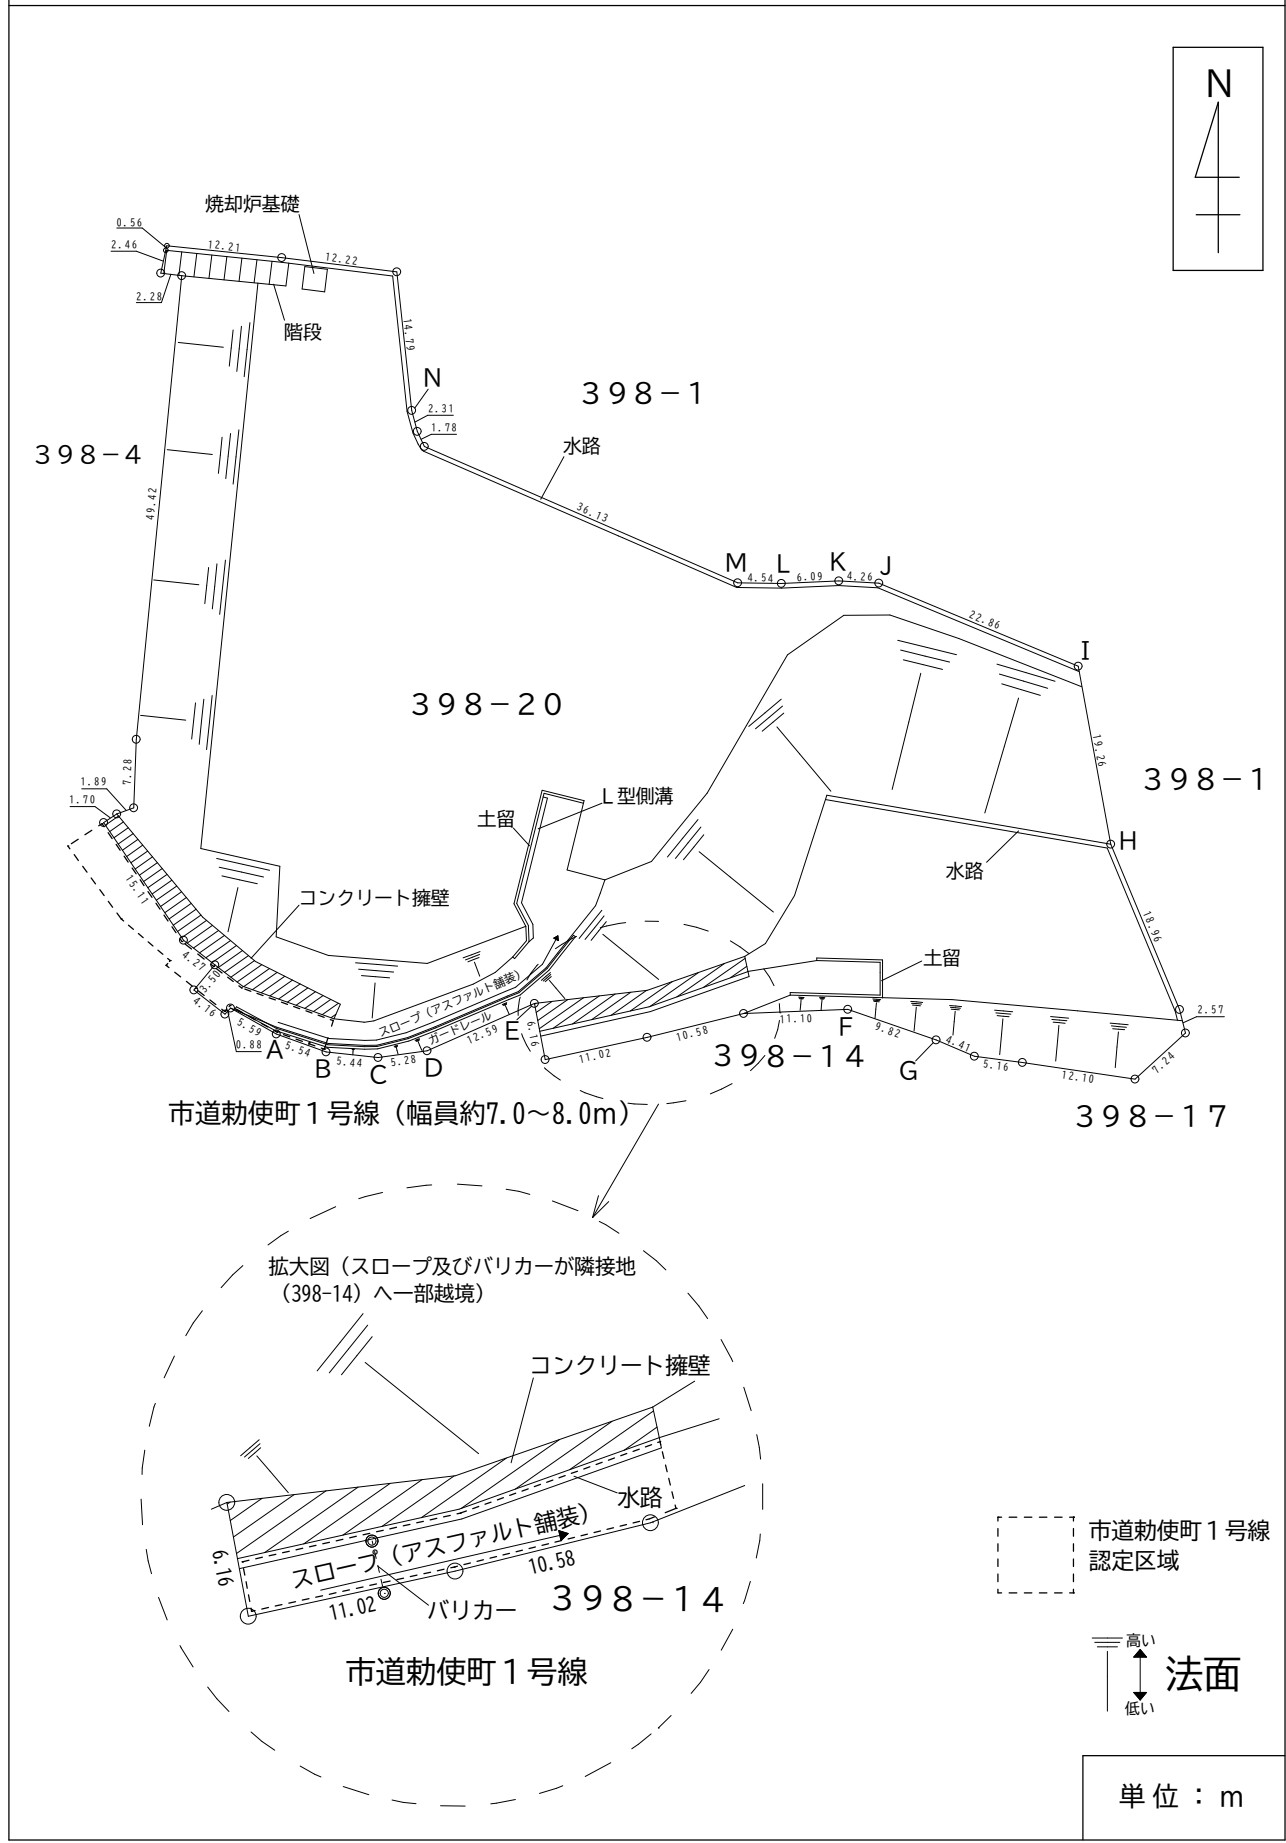 N
焼却炉基礎
0.56
12.21
12.22
2.46
2.28
階段
14.79
N
2.31
1.78
398-1
水路
398-4
49.42
36.13
M
L
K
J
4.54
6.09
4.26
22.86
I
398-20
19.26
398-1
7.28
1.89
1.70
L型側溝
土留
H
水路
15.11
コンクリート擁壁
18.96
土留
4.27
3.50
4.16
スロープ（アスファルト舗装）
ガードレール
5.59
0.88
A
5.54
B
5.44
C
5.28
D
12.59
E
6.16
11.02
10.58
11.10
F
9.82
G
4.41
5.16
12.10
7.24
2.57
398-14
398-17
市道勅使町1号線（幅員約7.0～8.0m）
拡大図（スロープ及びバリカーが隣接地
（398-14）へ一部越境）
コンクリート擁壁
水路
スロープ（アスファルト舗装）
6.16
11.02
10.58
バリカー
398-14
市道勅使町1号線
市道勅使町1号線
認定区域
高い
法面
低い
単位：m